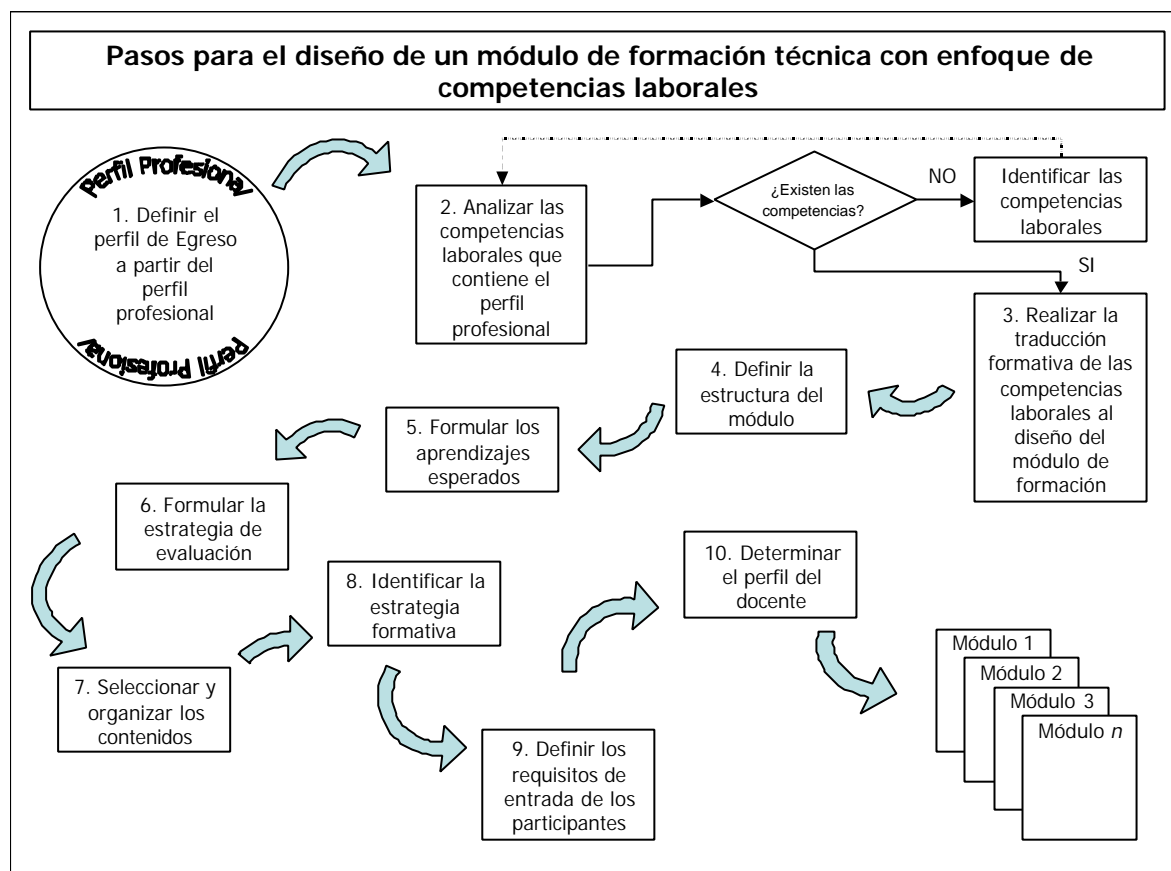 Pasos para el diseño de un módulo de formación técnica con enfoque de
competencias laborales
Perfil Profesional
1. Definir el
perfil de Egreso
a partir del
perfil
profesional
Perfil Profesional
2. Analizar las
competencias
laborales que
contiene el
perfil
profesional
¿Existen las
competencias?
NO
Identificar las
competencias
laborales
SI
3. Realizar la
traducción
formativa de las
competencias
laborales al
diseño del
módulo de
formación
4. Definir la
estructura del
módulo
5. Formular los
aprendizajes
esperados
6. Formular la
estrategia de
evaluación
7. Seleccionar y
organizar los
contenidos
8. Identificar la
estrategia
formativa
9. Definir los
requisitos de
entrada de los
participantes
10. Determinar
el perfil del
docente
Módulo 1
Módulo 2
Módulo 3
Módulo n